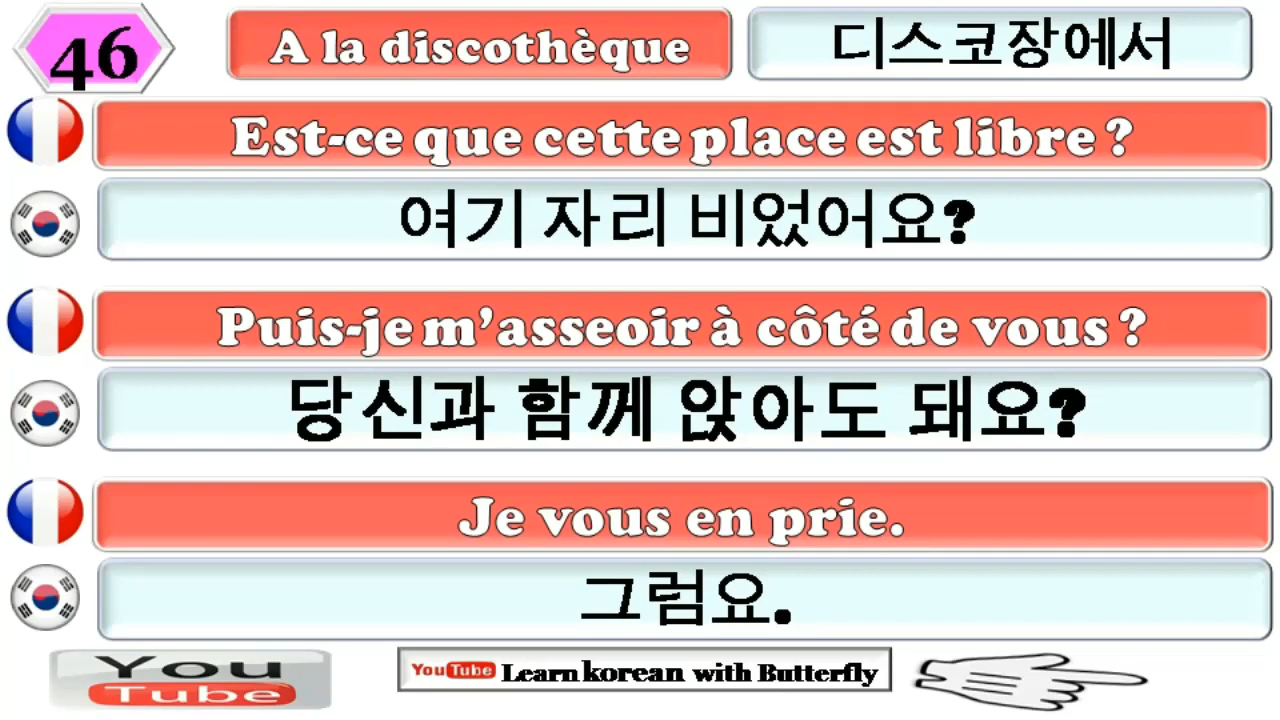 46
A la discothèque
디스코장에서
Est-ce que cette place est libre ?
여기 자리 비었어요?
Puis-je m’asseoir à côté de vous ?
당신과 함께 앉아도 돼요?
Je vous en prie.
그럼요.
You
Tube
YouTube Learn korean with Butterfly